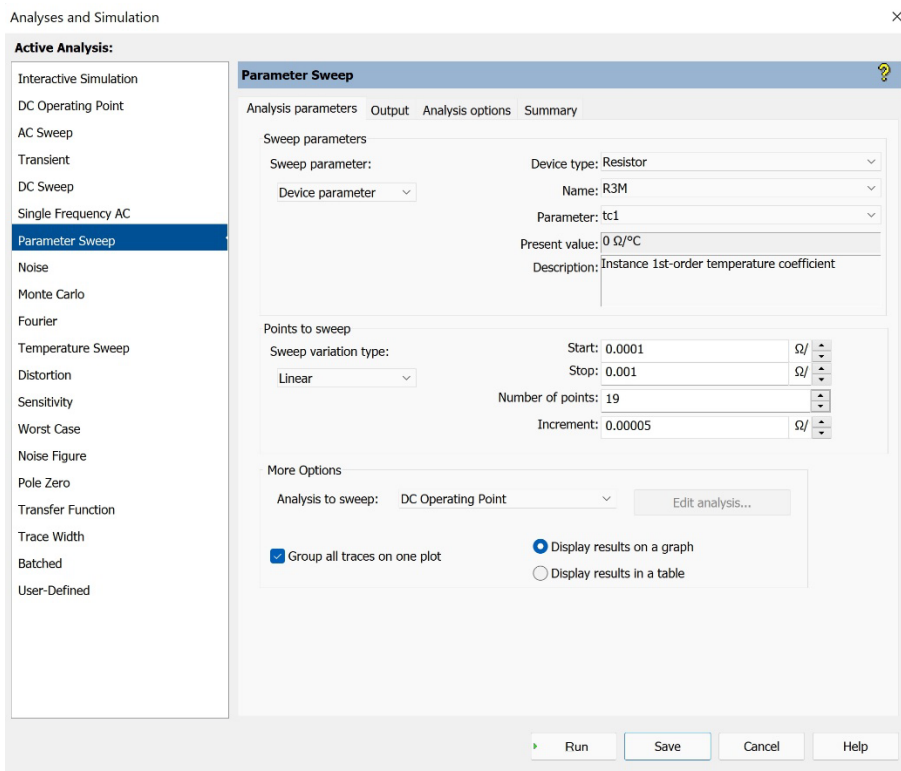 Analyses and Simulation
Active Analysis:
Interactive Simulation
DC Operating Point
AC Sweep
Transient
DC Sweep
Single Frequency AC
Parameter Sweep
Noise
Monte Carlo
Fourier
Temperature Sweep
Distortion
Sensitivity
Worst Case
Noise Figure
Pole Zero
Transfer Function
Trace Width
Batched
User-Defined
Parameter Sweep
Analysis parameters Output Analysis options Summary
Sweep parameters
Sweep parameter:
Device parameter
Device type: Resistor
Name: R3M
Parameter: tc1
Present value: 0 Ω/°C
Description: Instance 1st-order temperature coefficient
Points to sweep
Sweep variation type:
Linear
Start: 0.0001 Ω/
Stop: 0.001 Ω/
Number of points: 19
Increment: 0.00005 Ω/
More Options
Analysis to sweep: DC Operating Point Edit analysis...
Group all traces on one plot
Display results on a graph
Display results in a table
Run Save Cancel Help